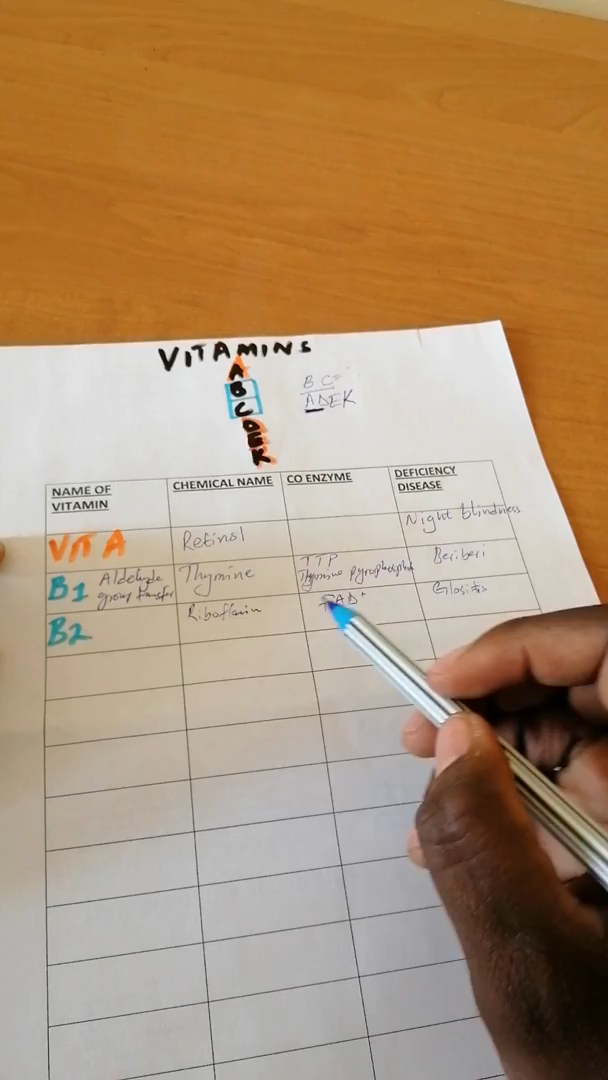 VITAMINS
A
B
C
D
E
K
B C
ADEK
NAME OF VITAMIN
CHEMICAL NAME
CO ENZYME
DEFICIENCY DISEASE
VIT A
Retinol
Night blindness
B1
Aldehyde
group transfer
Thymine
TTP
Thymine pyrophosphate
Beriberi
B2
Riboflavin
FAD+
Glositis